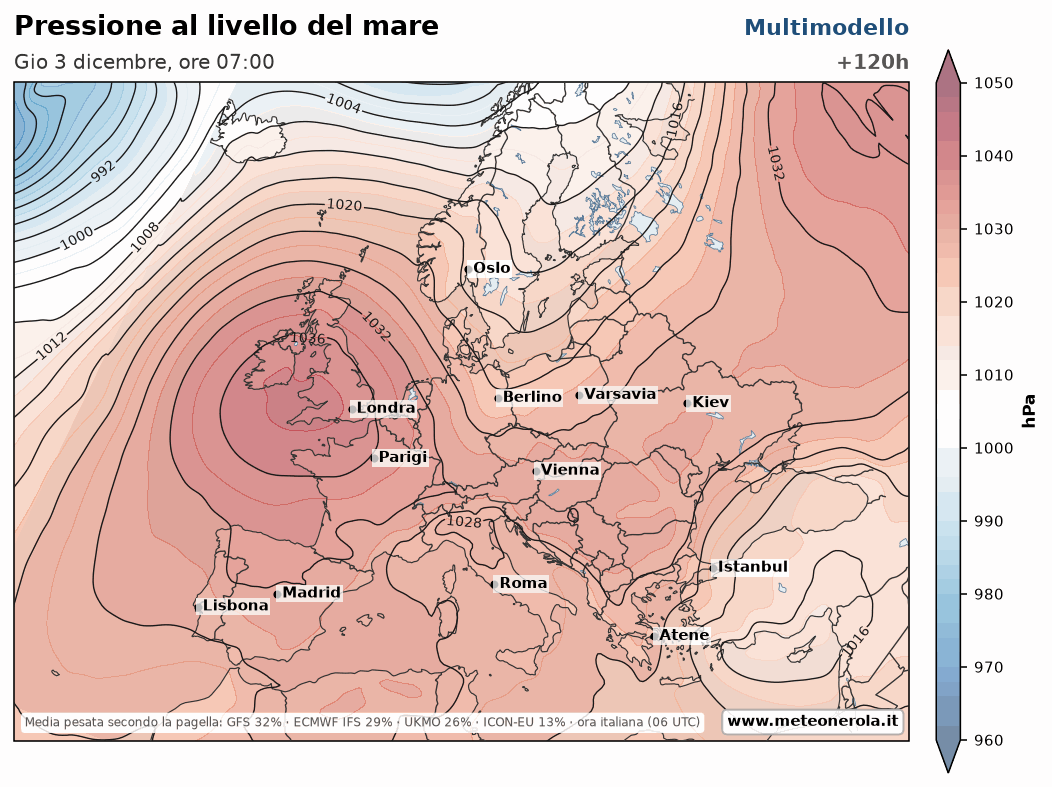 Pressione al livello del mare
Multimodello
Gio 3 dicembre, ore 07:00
+120h
1050
1004
1016
1040
1032
992
1020
1030
1000
1008
Oslo
1020
1032
1036
1012
1010
Berlino
Varsavia
Kiev
Londra
hPa
1000
Parigi
Vienna
990
1028
Istanbul
Roma
Madrid
980
Lisbona
Atene
1016
970
Media pesata secondo la pagella: GFS 32% · ECMWF IFS 29% · UKMO 26% · ICON-EU 13% · ora italiana (06 UTC)
www.meteonerola.it
960